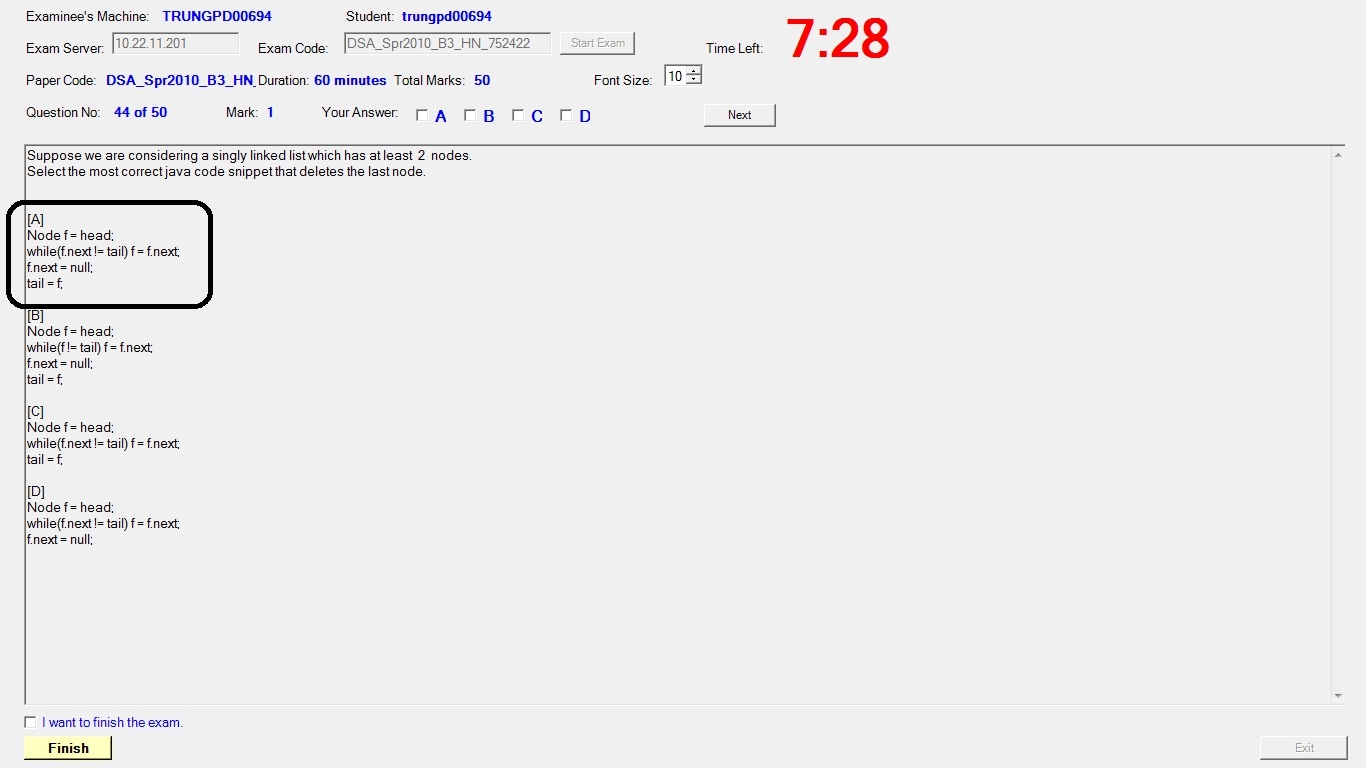 Examinee's Machine: TRUNGPD00694 Student: trungpd00694
Exam Server: 10.22.11.201 Exam Code: DSA_Spr2010_B3_HN_752422 Start Exam Time Left: 7:28
Paper Code: DSA_Spr2010_B3_HN_ Duration: 60 minutes Total Marks: 50 Font Size: 10
Question No: 44 of 50 Mark: 1 Your Answer: A B C D Next
Suppose we are considering a singly linked list which has at least 2 nodes.
Select the most correct java code snippet that deletes the last node.
[A]
Node f = head;
while(f.next != tail) f = f.next;
f.next = null;
tail = f;
[B]
Node f = head;
while(f != tail) f = f.next;
f.next = null;
tail = f;
[C]
Node f = head;
while(f.next != tail) f = f.next;
tail = f;
[D]
Node f = head;
while(f.next != tail) f = f.next;
f.next = null;
I want to finish the exam.
Finish Exit